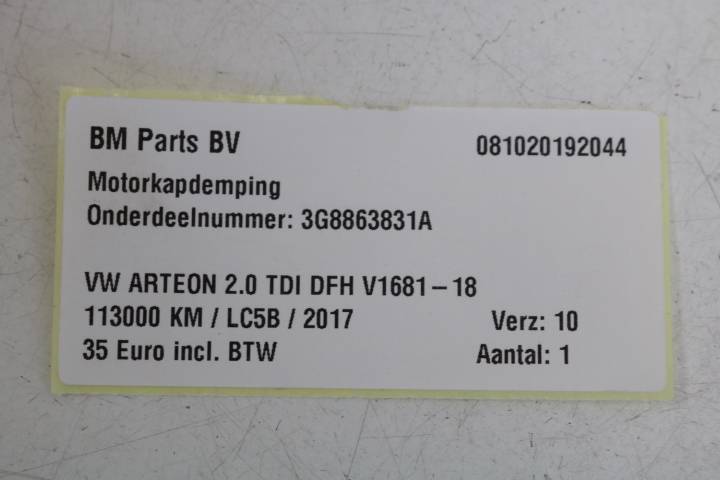 BM Parts BV 081020192044
Motorkapdemping
Onderdeelnummer: 3G8863831A
VW ARTEON 2.0 TDI DFH V1681-18
113000 KM / LC5B / 2017 Verz: 10
35 Euro incl. BTW Aantal: 1